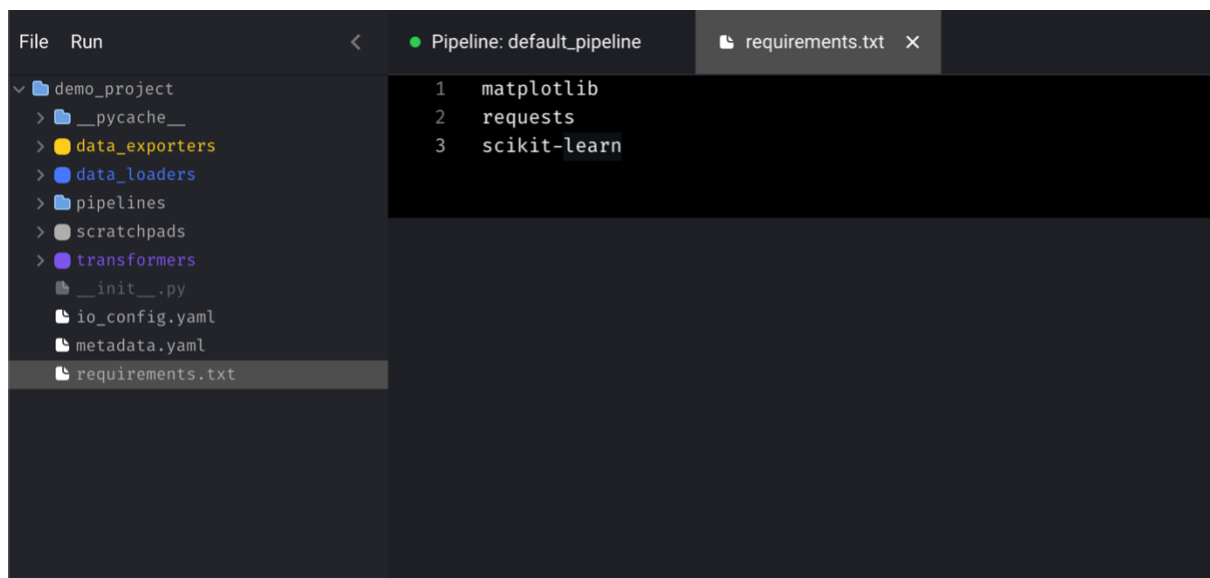 File Run
Pipeline: default_pipeline
requirements.txt
demo_project
__pycache__
data_exporters
data_loaders
pipelines
scratchpads
transformers
__init__.py
io_config.yaml
metadata.yaml
requirements.txt
1 matplotlib
2 requests
3 scikit-learn